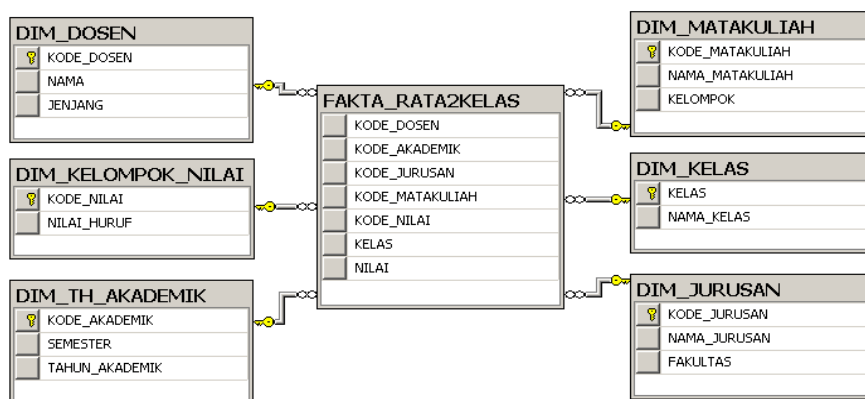 DIM_DOSEN
KODE_DOSEN
NAMA
JENJANG
DIM_KELOMPOK_NILAI
KODE_NILAI
NILAI_HURUF
DIM_TH_AKADEMIK
KODE_AKADEMIK
SEMESTER
TAHUN_AKADEMIK
FAKTA_RATA2KELAS
KODE_DOSEN
KODE_AKADEMIK
KODE_JURUSAN
KODE_MATAKULIAH
KODE_NILAI
KELAS
NILAI
DIM_MATAKULIAH
KODE_MATAKULIAH
NAMA_MATAKULIAH
KELOMPOK
DIM_KELAS
KELAS
NAMA_KELAS
DIM_JURUSAN
KODE_JURUSAN
NAMA_JURUSAN
FAKULTAS